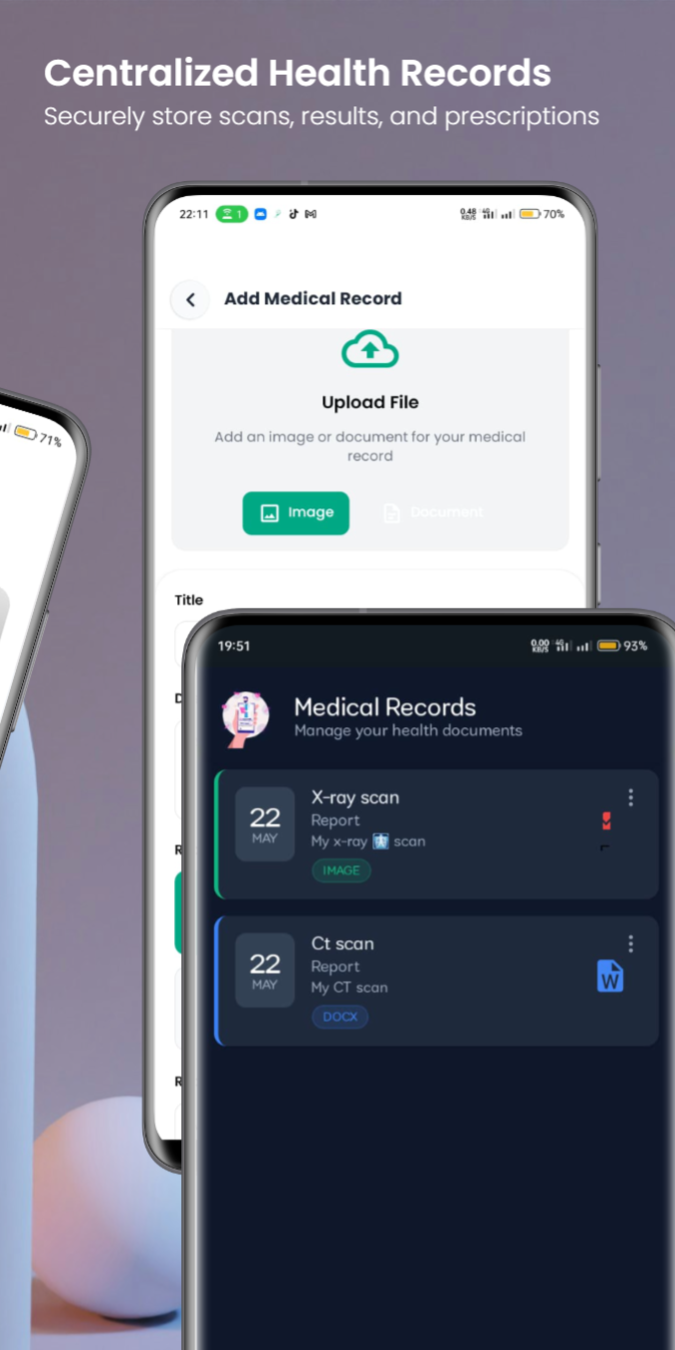 Centralized Health Records
Securely store scans, results, and prescriptions
22:11
1
0.48
KB/S
4G
70%
71%
Add Medical Record
Upload File
Add an image or document for your medical
record
Image
Document
Title
D
R
R
19:51
0.00
KB/S
4G
93%
Medical Records
Manage your health documents
22
MAY
X-ray scan
Report
My x-ray 🩻 scan
IMAGE
22
MAY
Ct scan
Report
My CT scan
DOCX
W